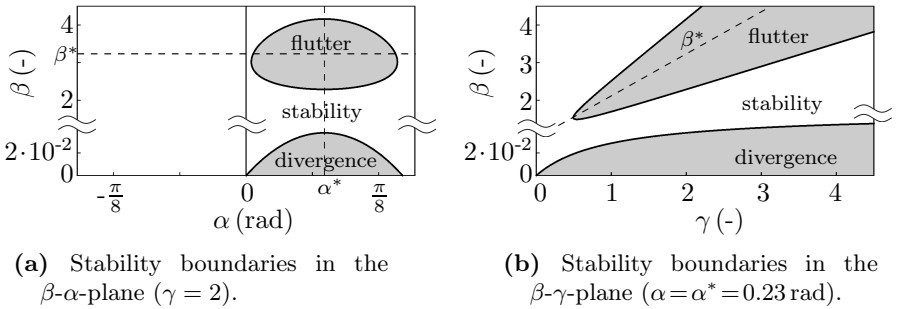 4
β*
2
2·10⁻²
0
β (-)
flutter
stability
divergence
-π/8
0
α*
π/8
α (rad)
4
3
2
2·10⁻²
0
β (-)
β*
flutter
stability
divergence
0
1
2
3
4
γ (-)
(a) Stability boundaries in the
β-α-plane (γ = 2).
(b) Stability boundaries in the
β-γ-plane (α=α*=0.23 rad).